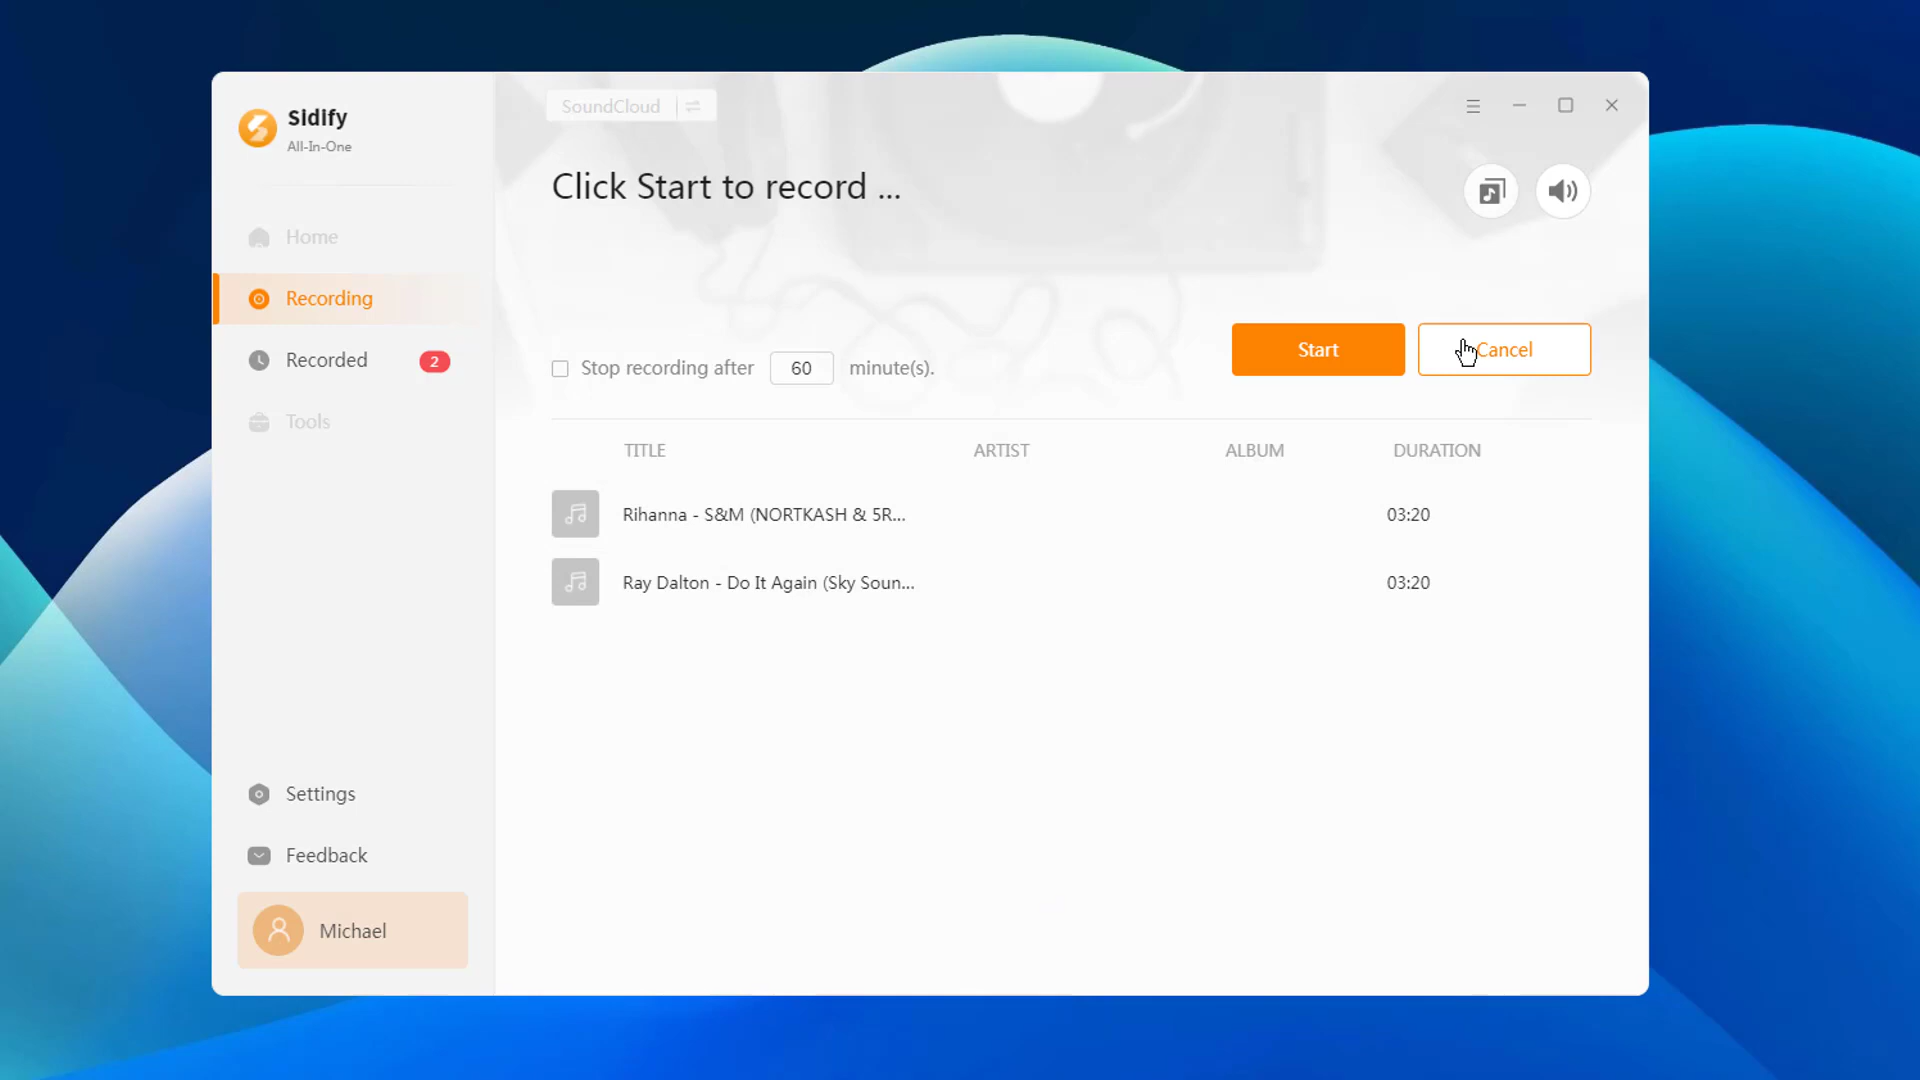 Sidify
All-In-One
Home
Recording
Recorded 2
Tools
Settings
Feedback
Michael
SoundCloud
Click Start to record ...
Stop recording after 60 minute(s).
Start Cancel
TITLE ARTIST ALBUM DURATION
Rihanna - S&M (NORTKASH & 5R... 03:20
Ray Dalton - Do It Again (Sky Soun... 03:20